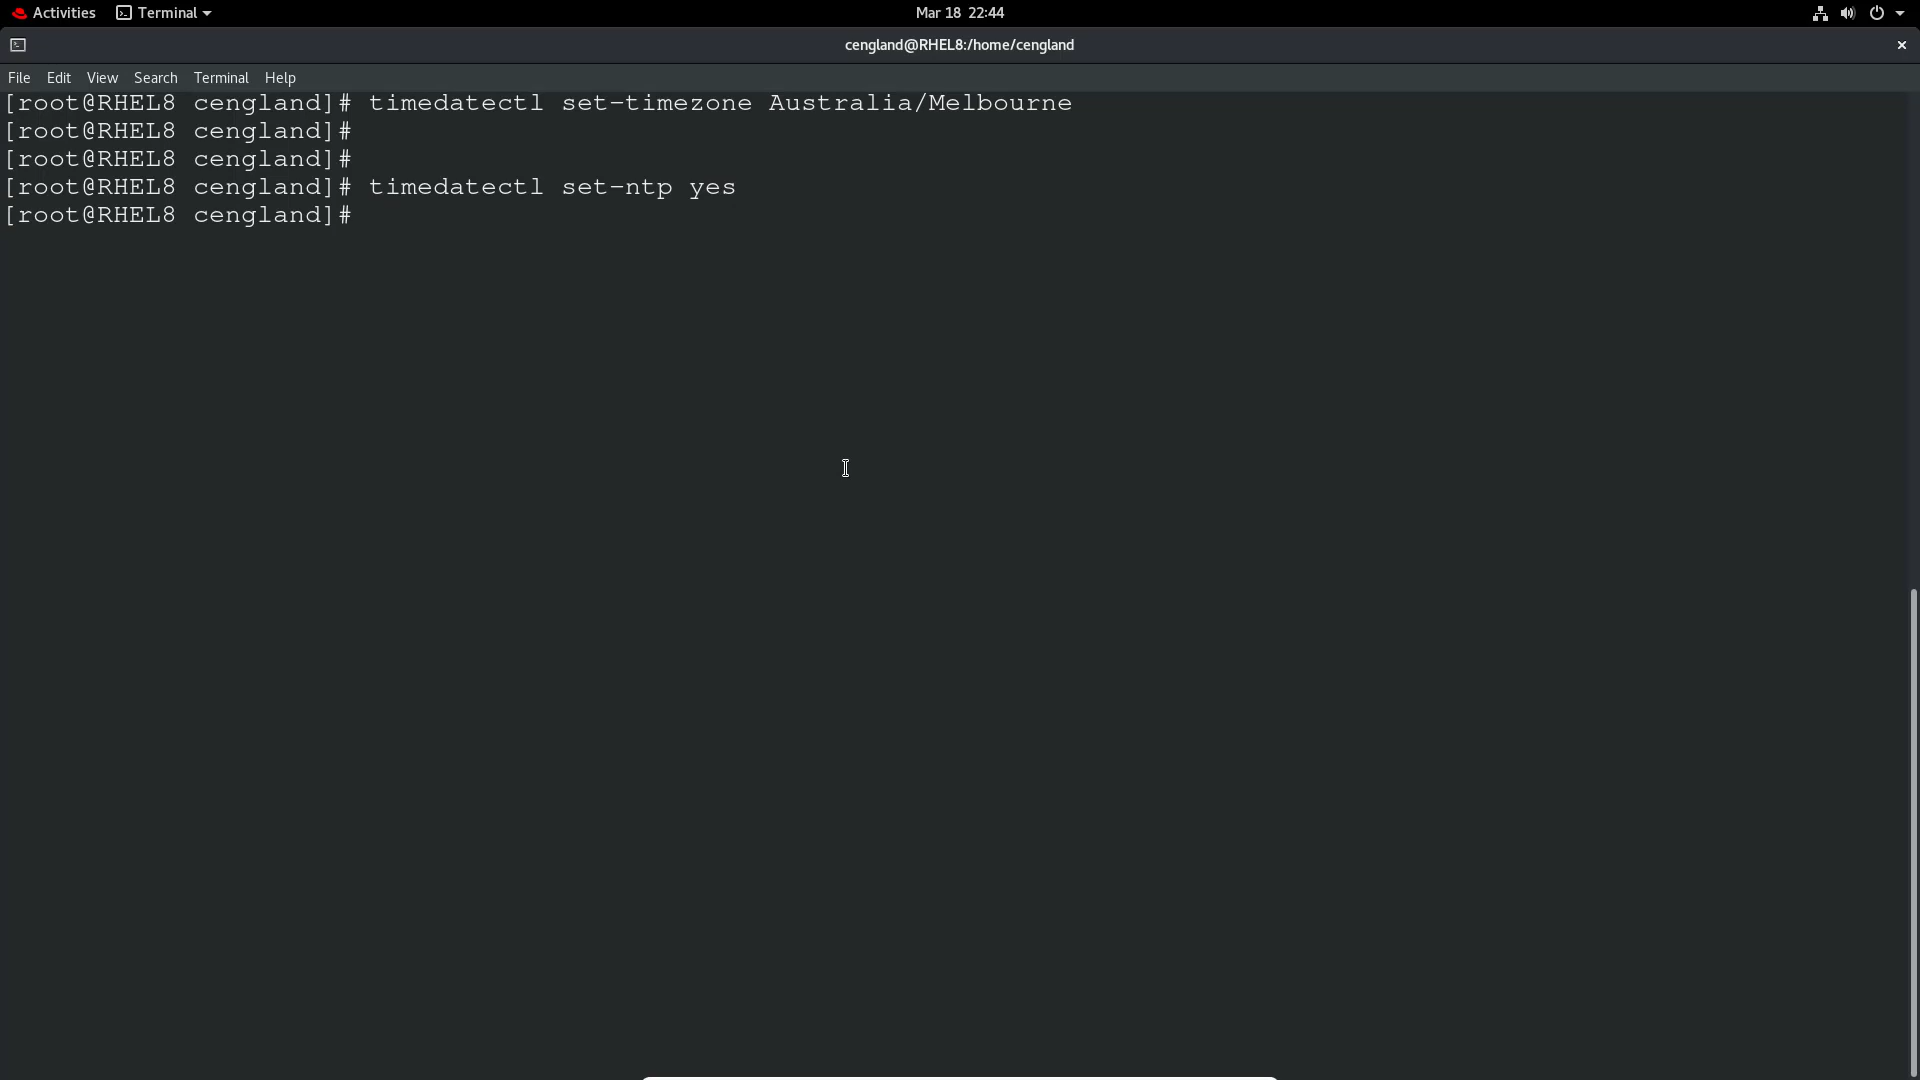 Activities Terminal Mar 18 22:44
cengland@RHEL8:/home/cengland
File Edit View Search Terminal Help
[root@RHEL8 cengland]# timedatectl set-timezone Australia/Melbourne
[root@RHEL8 cengland]#
[root@RHEL8 cengland]#
[root@RHEL8 cengland]# timedatectl set-ntp yes
[root@RHEL8 cengland]#